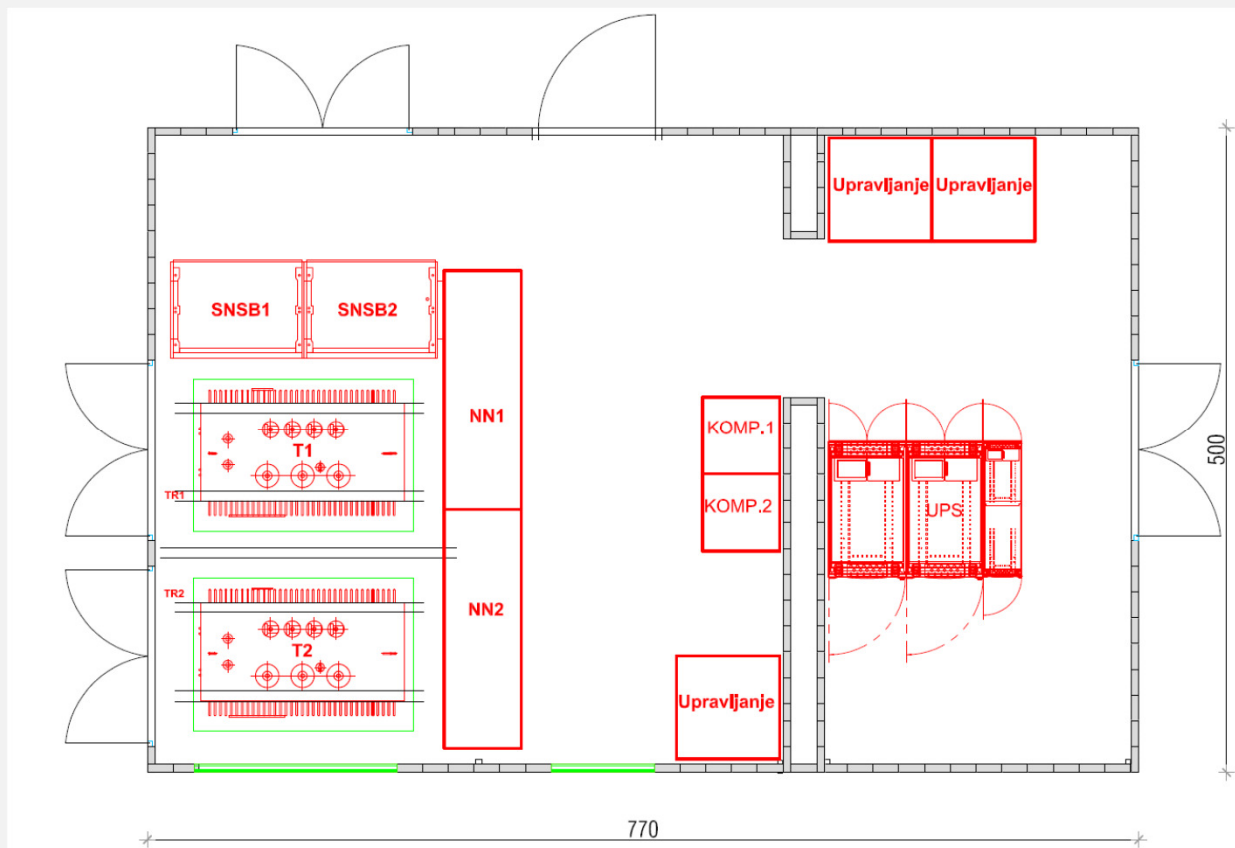 Upravljanje Upravljanje
SNSB1 SNSB2
NN1
KOMP.1
T1
TR1
KOMP.2
UPS
500
TR2
NN2
T2
Upravljanje
770